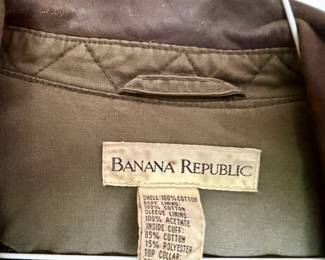 BANANA REPUBLIC
SHELL: 100% COTTON
BODY LINING:
100% COTTON
SLEEVE LINING:
100% ACETATE
INSIDE CUFF:
85% COTTON
15% POLYESTER
TOP COLLAR: